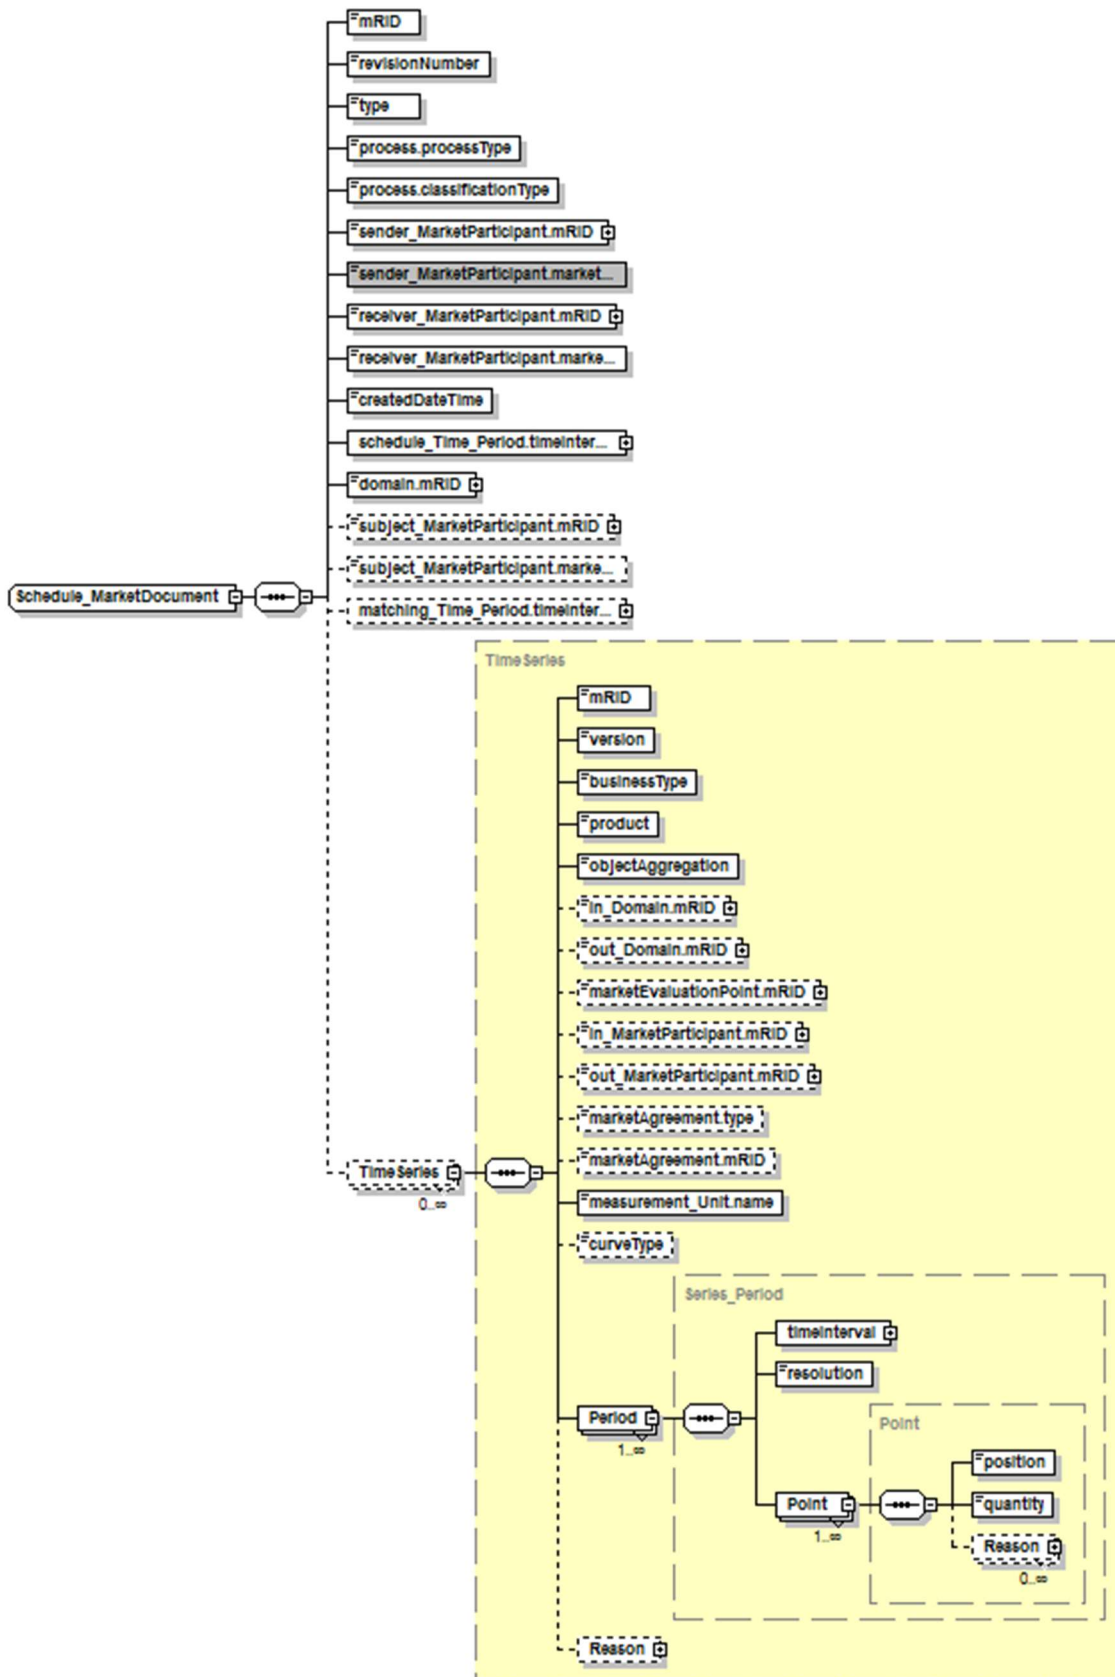 mRID
revisionNumber
type
process.processType
process.classificationType
sender_MarketParticipant.mRID
sender_MarketParticipant.market...
receiver_MarketParticipant.mRID
receiver_MarketParticipant.marke...
createdDateTime
schedule_Time_Period.timeInter...
domain.mRID
subject_MarketParticipant.mRID
subject_MarketParticipant.marke...
Schedule_MarketDocument
matching_Time_Period.timeInter...
TimeSeries
mRID
version
businessType
product
objectAggregation
in_Domain.mRID
out_Domain.mRID
marketEvaluationPoint.mRID
in_MarketParticipant.mRID
out_MarketParticipant.mRID
marketAgreement.type
marketAgreement.mRID
TimeSeries
0..∞
measurement_Unit.name
curveType
Series_Period
timeInterval
resolution
Period
1..∞
Point
position
Point
1..∞
quantity
Reason
0..∞
Reason